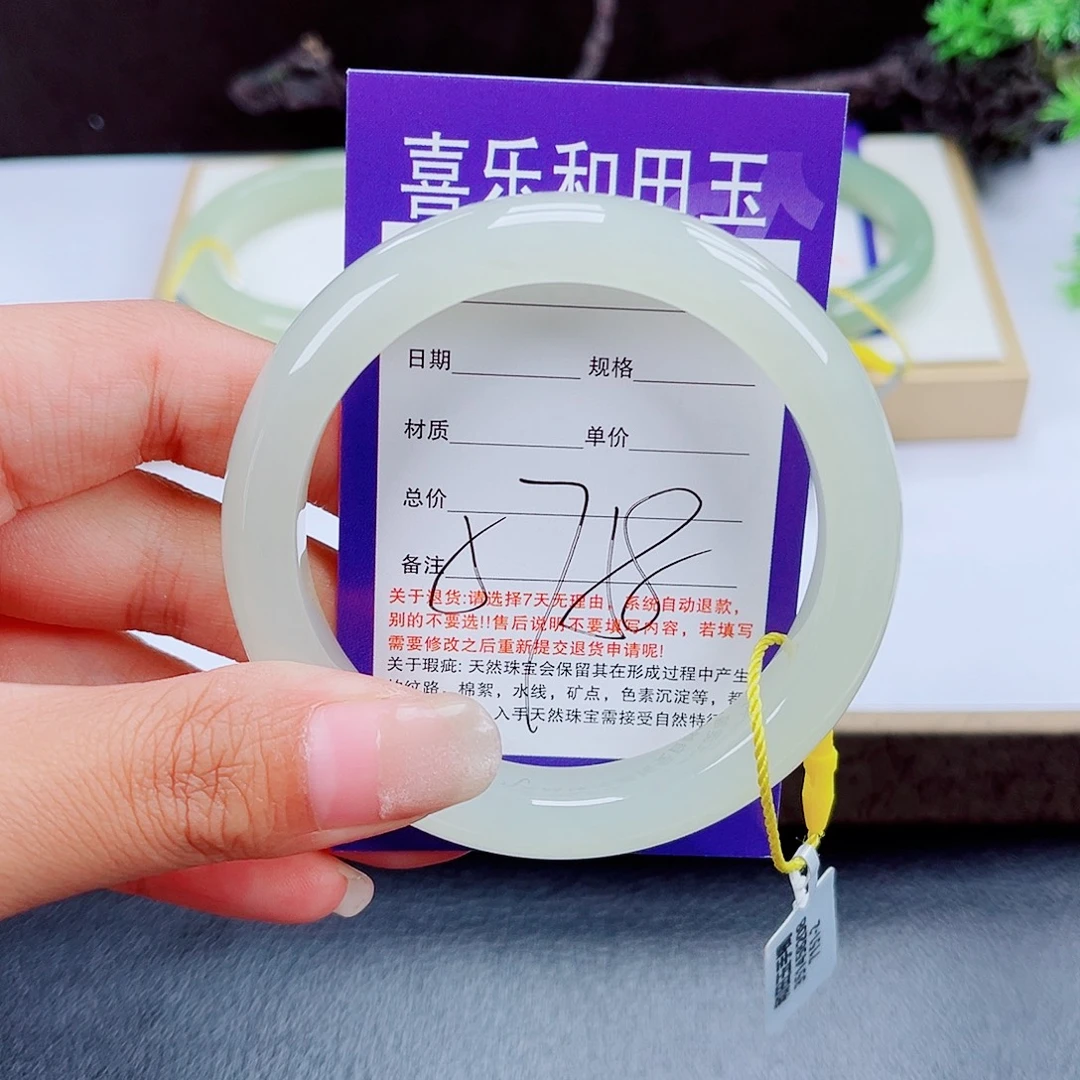 喜乐和田玉
日期 规格
材质 单价
总价
备注
关于退货:请选择7天无理由，系统自动退款，
别的不要选!!售后说明不要填写内容，若填写
需要修改之后重新提交退货申请呢!
关于瑕疵: 天然珠宝会保留其在形成过程中产生
纹路，棉絮，水线，矿点，色素沉淀等，
入手天然珠宝需接受自然特